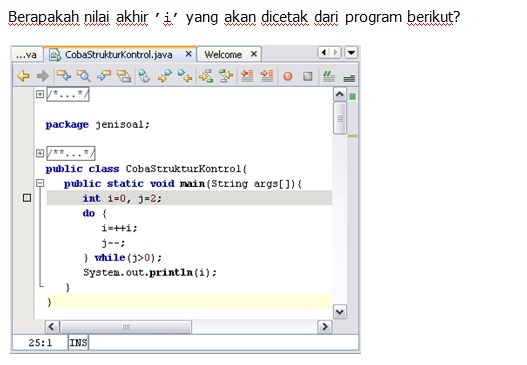 Berapakah nilai akhir ’i’ yang akan dicetak dari program berikut?
...va CobaStrukturKontrol.java × Welcome ×
/*...*/
package jenisoal;
/**...*/
public class CobaStrukturKontrol{
public static void main(String args[]){
int i=0, j=2;
do {
i=++i;
j--;
} while(j>0);
System.out.println(i);
}
}
25:1 INS